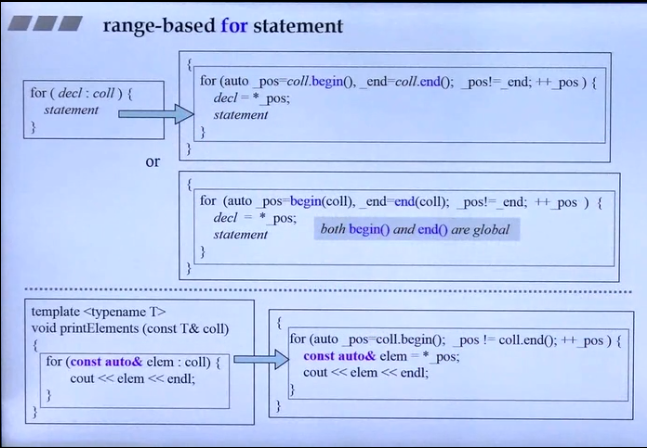 range-based for statement
for ( decl : coll ) {
statement
}
{
for (auto _pos=coll.begin(), _end=coll.end(); _pos!=_end; ++_pos ) {
decl = *_pos;
statement
}
}
or
{
for (auto _pos=begin(coll), _end=end(coll); _pos!=_end; ++_pos ) {
decl = *_pos;
statement
both begin() and end() are global
}
}
template <typename T>
void printElements (const T& coll)
{
for (const auto& elem : coll) {
cout << elem << endl;
}
}
{
for (auto _pos=coll.begin(); _pos != coll.end(); ++_pos ) {
const auto& elem = *_pos;
cout << elem << endl;
}
}